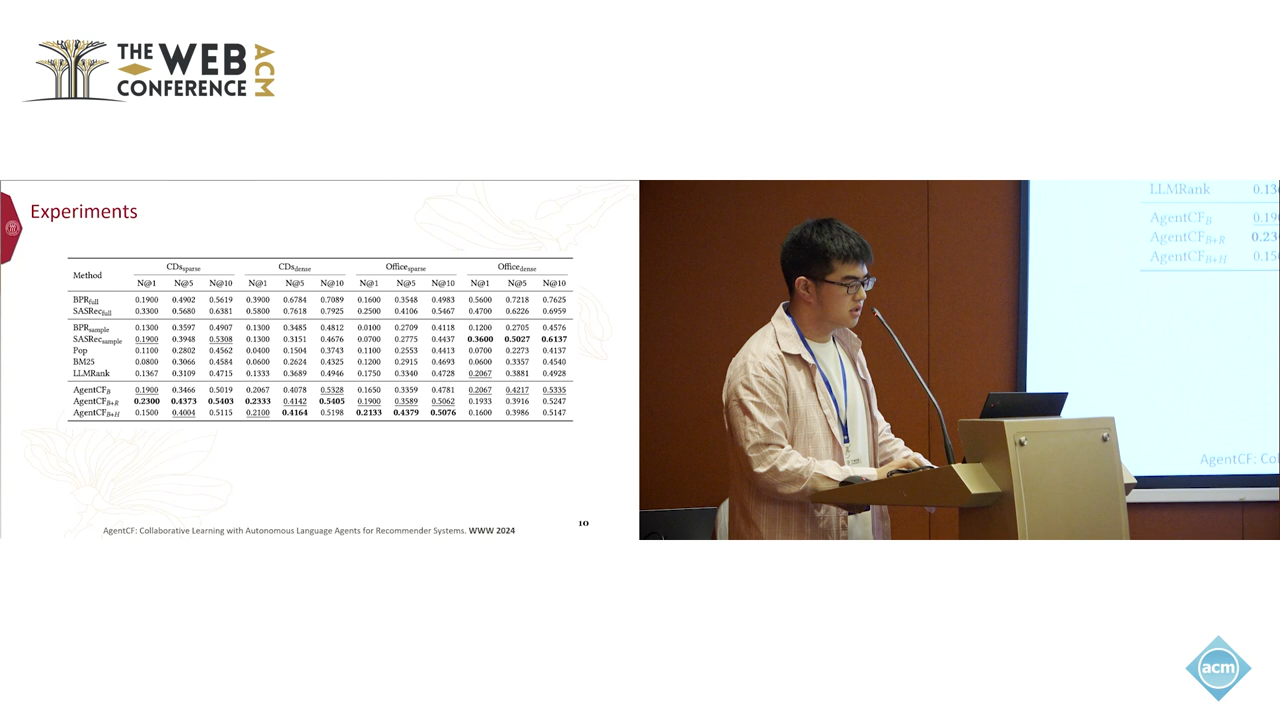 THE WEB
CONFERENCE
ACM
Experiments
Method CDssparse CDsdense Officesparse Officedense
N@1 N@5 N@10 N@1 N@5 N@10 N@1 N@5 N@10 N@1 N@5 N@10
BPRfull 0.1900 0.4902 0.5619 0.3900 0.6784 0.7089 0.1600 0.3548 0.4983 0.5600 0.7218 0.7625
SASRecfull 0.3300 0.5680 0.6381 0.5800 0.7618 0.7925 0.2500 0.4106 0.5467 0.4700 0.6226 0.6959
BPRsample 0.1300 0.3597 0.4907 0.1300 0.3485 0.4812 0.0100 0.2709 0.4118 0.1200 0.2705 0.4576
SASRecsample 0.1900 0.3948 0.5308 0.1300 0.3151 0.4676 0.0700 0.2775 0.4437 0.3600 0.5027 0.6137
Pop 0.1100 0.2802 0.4562 0.0400 0.1504 0.3743 0.1100 0.2553 0.4413 0.0700 0.2273 0.4137
BM25 0.0800 0.3066 0.4584 0.0600 0.2624 0.4325 0.1200 0.2915 0.4693 0.0600 0.3357 0.4540
LLMRank 0.1367 0.3109 0.4715 0.1333 0.3689 0.4946 0.1750 0.3340 0.4728 0.2067 0.3881 0.4928
AgentCFB 0.1900 0.3466 0.5019 0.2067 0.4078 0.5328 0.1650 0.3359 0.4781 0.2067 0.4217 0.5335
AgentCFB+R 0.2300 0.4373 0.5403 0.2333 0.4142 0.5405 0.1900 0.3589 0.5062 0.1933 0.3916 0.5247
AgentCFB+H 0.1500 0.4004 0.5115 0.2100 0.4164 0.5198 0.2133 0.4379 0.5076 0.1600 0.3986 0.5147
AgentCF: Collaborative Learning with Autonomous Language Agents for Recommender Systems. WWW 2024
10
LLMRank 0.13
AgentCFB 0.19
AgentCFB+R 0.23
AgentCFB+H 0.15
AgentCF: Col
acm